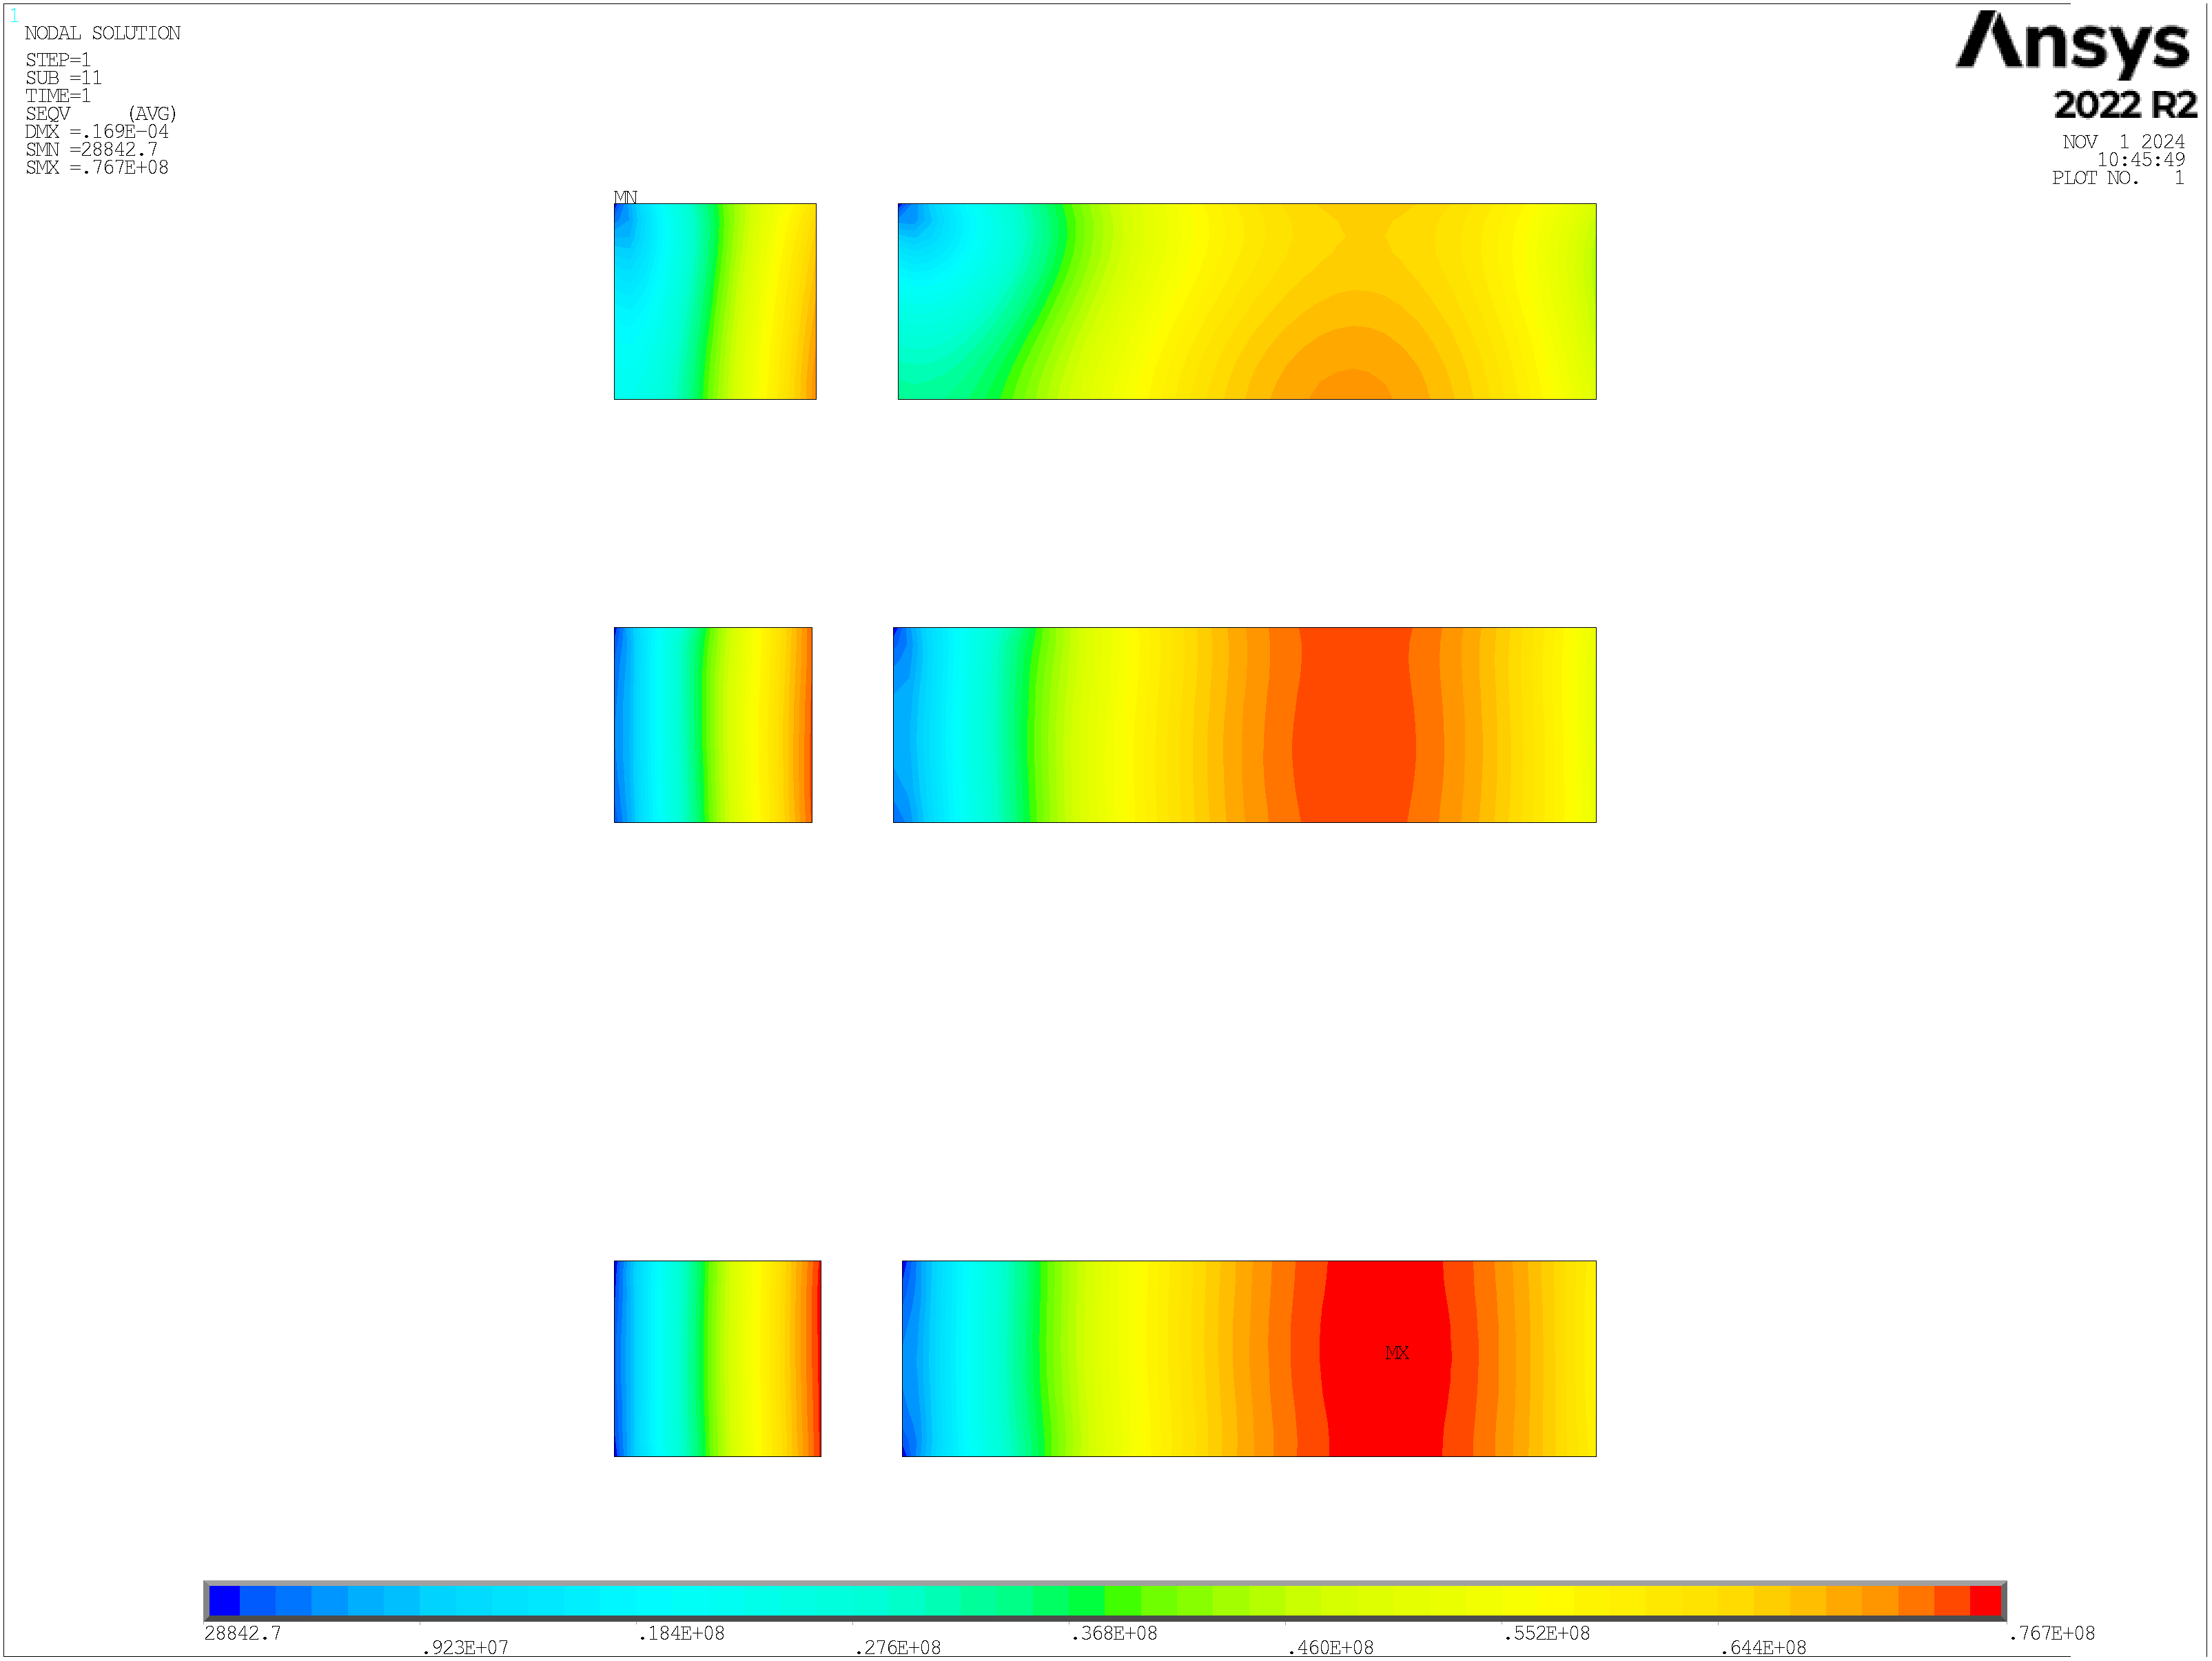 1
NODAL SOLUTION
STEP=1
SUB =11
TIME=1
SEQV (AVG)
DMX =.169E-04
SMN =28842.7
SMX =.767E+08
Ansys
2022 R2
NOV 1 2024
10:45:49
PLOT NO. 1
MN
MX
28842.7
.923E+07
.184E+08
.276E+08
.368E+08
.460E+08
.552E+08
.644E+08
.767E+08